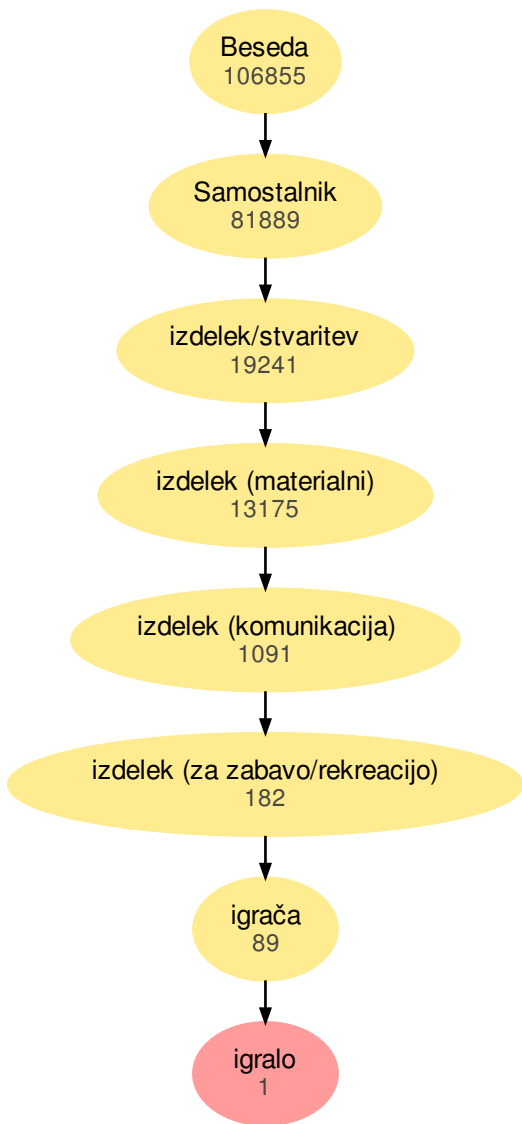 Beseda
106855
Samostalnik
81889
izdelek/stvaritev
19241
izdelek (materialni)
13175
izdelek (komunikacija)
1091
izdelek (za zabavo/rekreacijo)
182
igrača
89
igralo
1